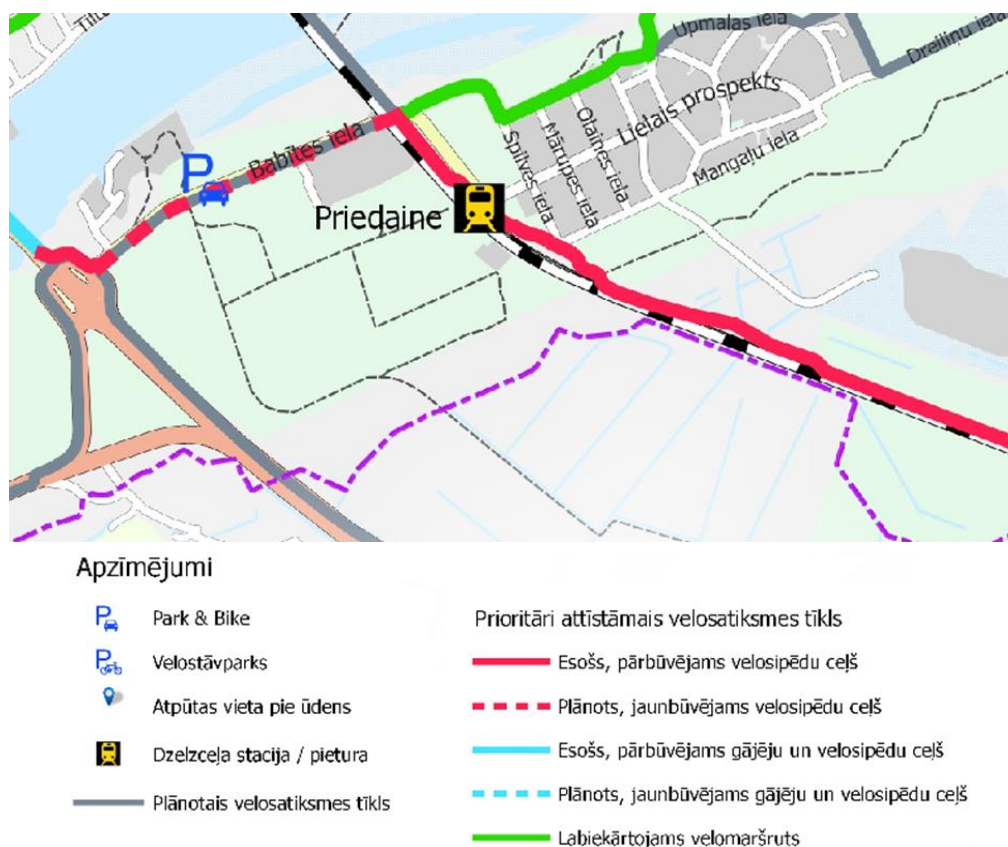 Tilt
Upmalas iela
Dreiliņu iela
Babītes iela
Lielais prospekts
Olaines iela
Mārupes iela
Spilves iela
Mangaļu iela
P
Priedaine
Apzīmējumi
Park & Bike
Velostāvparks
Atpūtas vieta pie ūdens
Dzelzceļa stacija / pietura
Plānotais velosatiksmes tīkls
Prioritāri attīstāmais velosatiksmes tīkls
Esošs, pārbūvējams velosipēdu ceļš
Plānots, jaunbūvējams velosipēdu ceļš
Esošs, pārbūvējams gājēju un velosipēdu ceļš
Plānots, jaunbūvējams gājēju un velosipēdu ceļš
Labiekārtojams velomaršruts